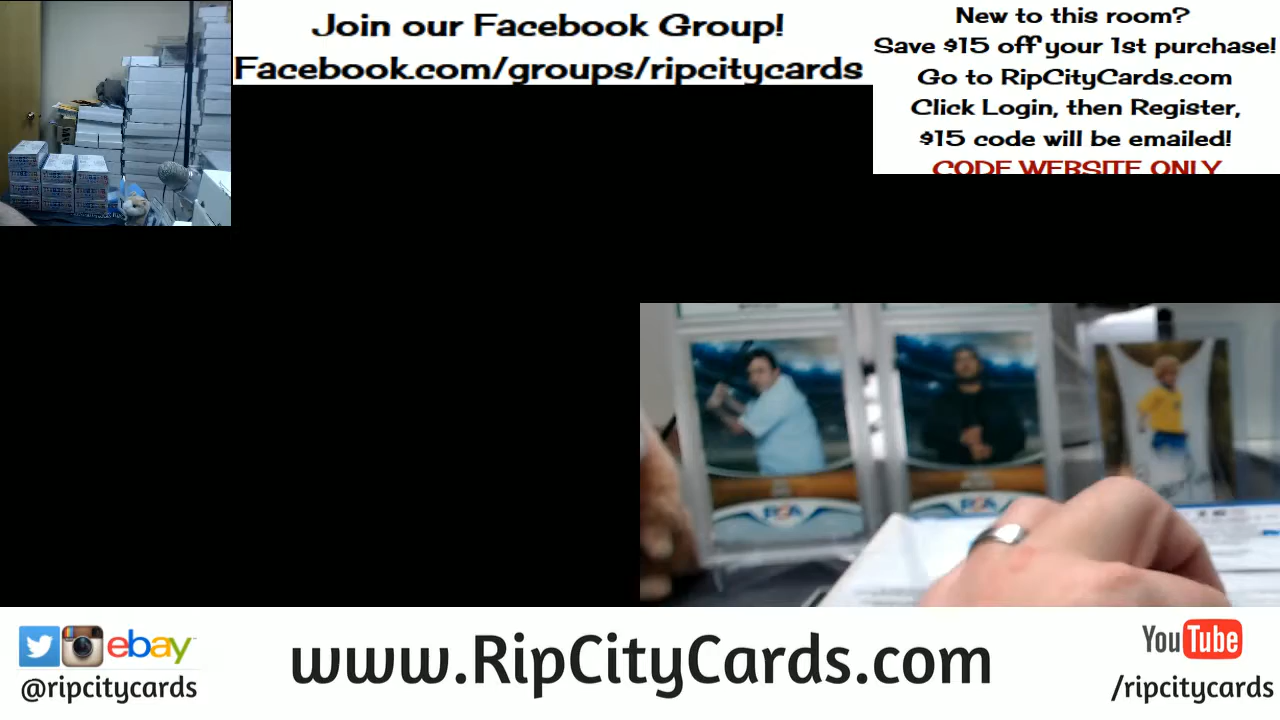 Join our Facebook Group!
Facebook.com/groups/ripcitycards
New to this room?
Save $15 off your 1st purchase!
Go to RipCityCards.com
Click Login, then Register,
$15 code will be emailed!
CODE WEBSITE ONLY
ebay
@ripcitycards
www.RipCityCards.com
YouTube
/ripcitycards